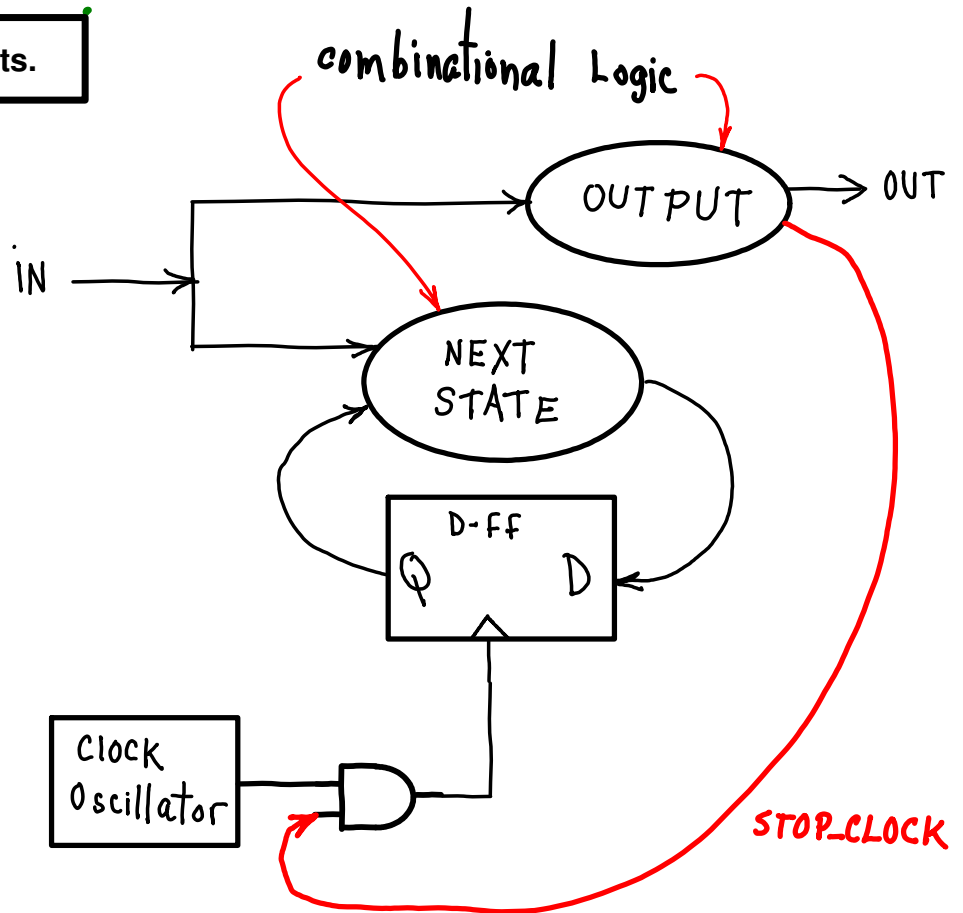 ts.
combinational Logic
OUTPUT
OUT
iN
NEXT
STATE
D-FF
Q
D
Clock
Oscillator
STOP_CLOCK